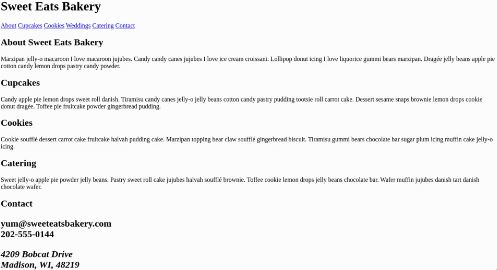 Sweet Eats Bakery
About Cupcakes Cookies Weddings Catering Contact
About Sweet Eats Bakery
Marzipan jelly-o macaroon I love macaroon jujubes. Candy candy canes jujubes I love ice cream croissant. Lollipop donut icing I love liquorice gummi bears marzipan. Dragée jelly beans apple pie
cotton candy lemon drops pastry candy powder.
Cupcakes
Candy apple pie lemon drops sweet roll danish. Tiramisu candy canes jelly-o jelly beans cotton candy pastry pudding tootsie roll carrot cake. Dessert sesame snaps brownie lemon drops cookie
donut dragée. Toffee pie fruitcake powder gingerbread pudding.
Cookies
Cookie soufflé dessert carrot cake fruitcake halvah pudding cake. Marzipan topping bear claw soufflé gingerbread biscuit. Tiramisu gummi bears chocolate bar sugar plum icing muffin cake jelly-o
icing.
Catering
Sweet jelly-o apple pie powder jelly beans. Pastry sweet roll cake jujubes halvah soufflé brownie. Toffee cookie lemon drops jelly beans chocolate bar. Wafer muffin jujubes danish tart danish
chocolate wafer.
Contact
yum@sweeteatsbakery.com
202-555-0144
4209 Bobcat Drive
Madison, WI, 48219